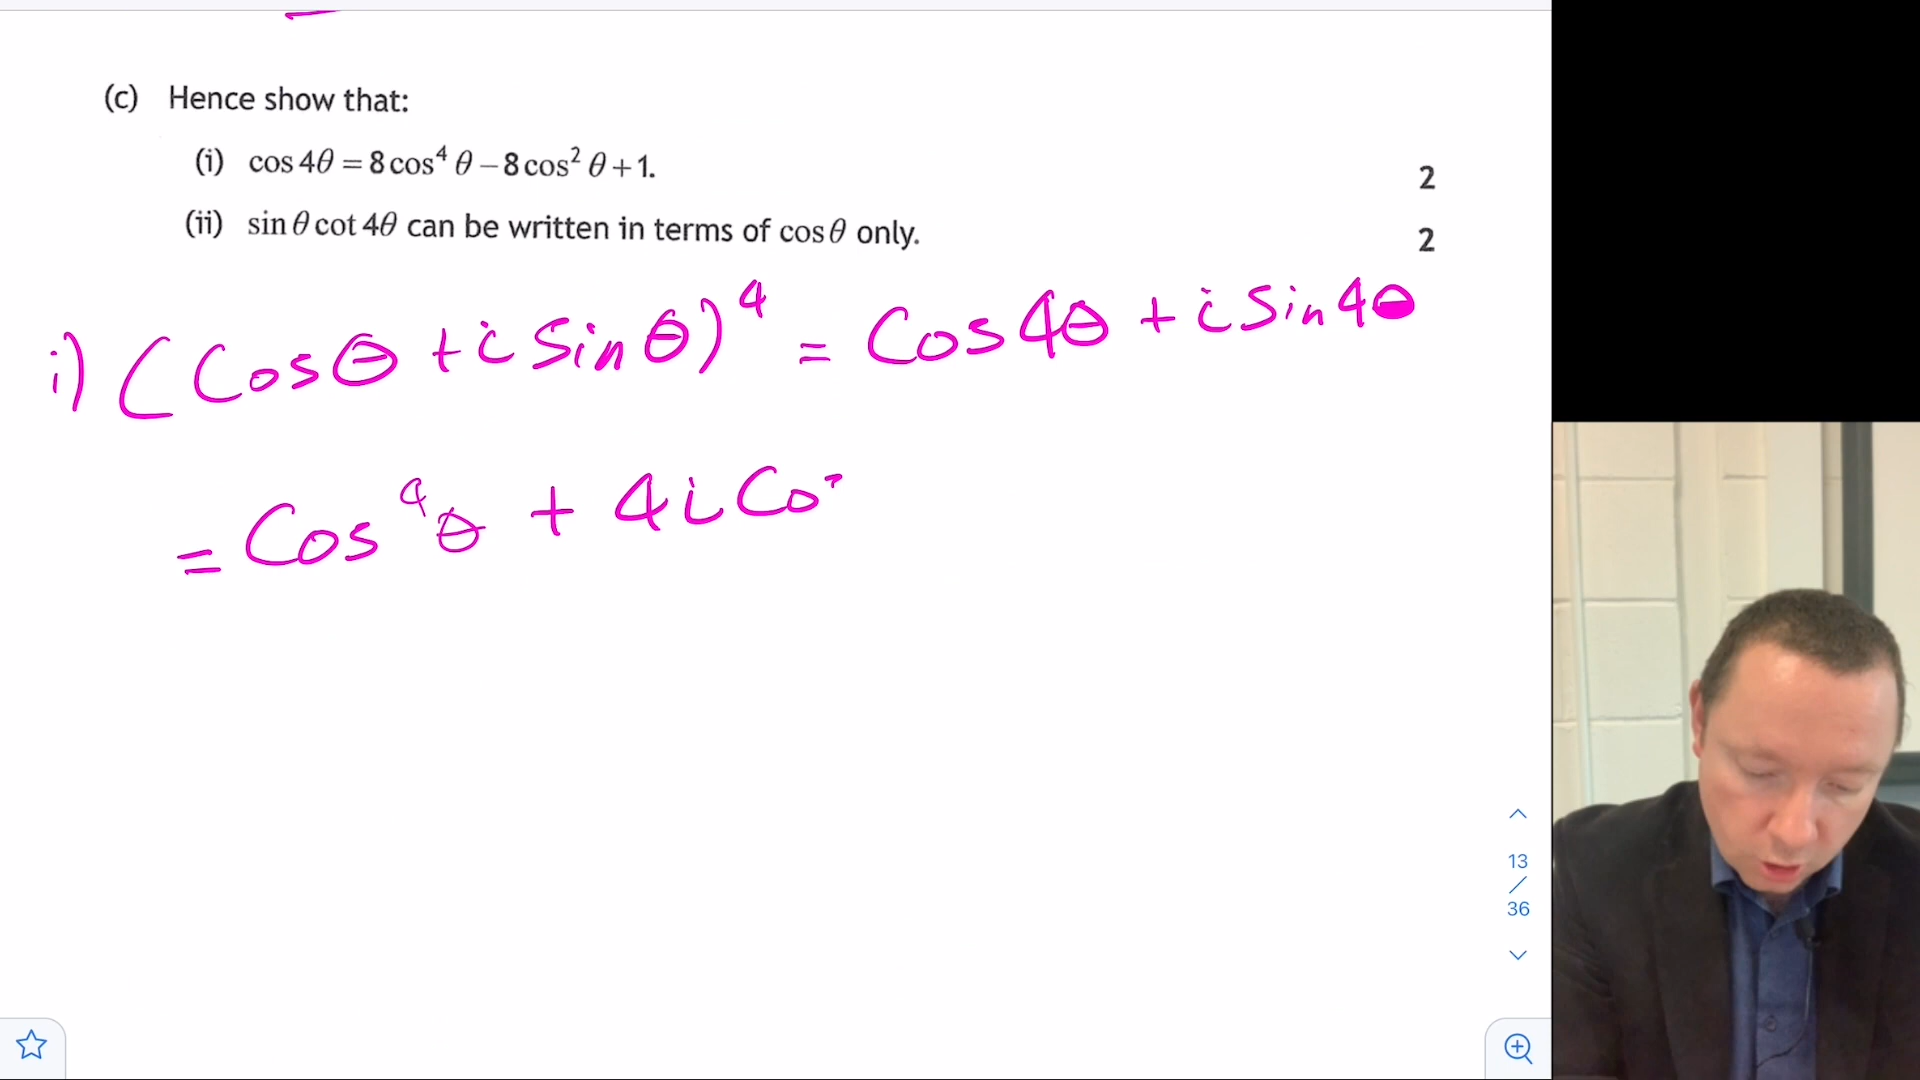 (c) Hence show that:
(i) cos 4θ = 8 cos⁴ θ – 8 cos² θ + 1. 2
(ii) sin θ cot 4θ can be written in terms of cos θ only. 2
i) (Cosθ + i Sinθ)⁴ = Cos4θ + i Sin4θ
= Cos⁴θ + 4i Co
13
/
36